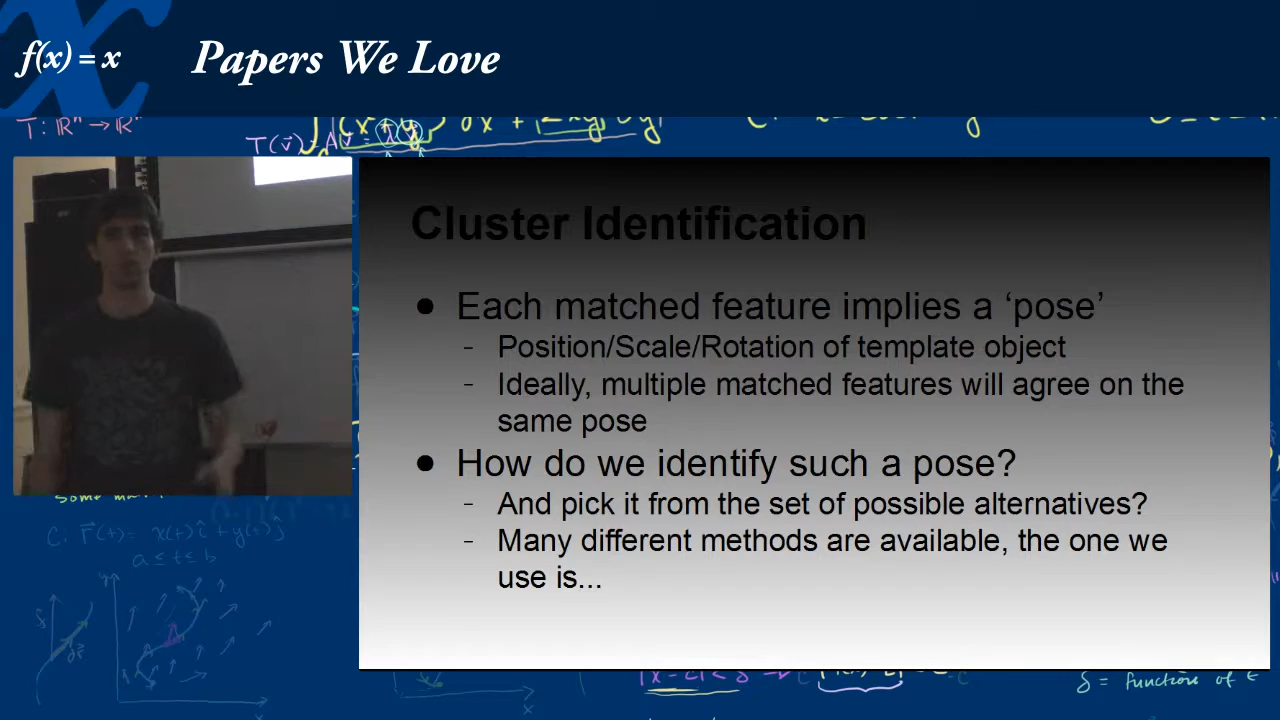 f(x) = x Papers We Love
T: ℝⁿ → ℝⁿ
Cluster Identification
● Each matched feature implies a ‘pose’
- Position/Scale/Rotation of template object
- Ideally, multiple matched features will agree on the
same pose
● How do we identify such a pose?
- And pick it from the set of possible alternatives?
- Many different methods are available, the one we
use is...
C: r⃗(t) = x(t)î + y(t)ĵ
a ≤ t ≤ b
δ = function of ε